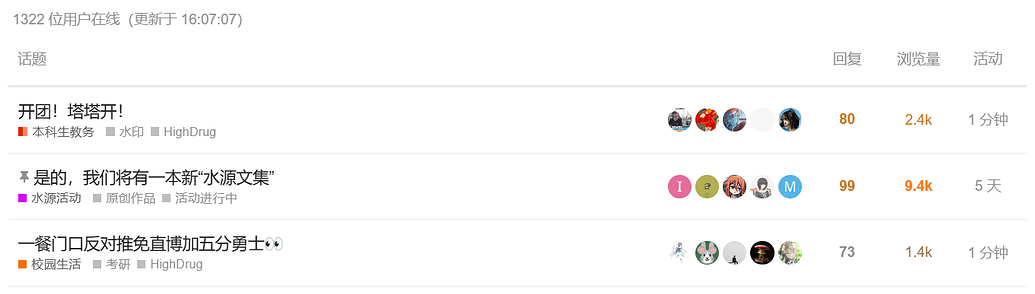 1322 位用户在线 (更新于 16:07:07)
话题 回复 浏览量 活动
开团！塔塔开！
本科生教务 水印 HighDrug 80 2.4k 1 分钟
是的，我们将有一本新“水源文集”
水源活动 原创作品 活动进行中 I M 99 9.4k 5 天
一餐门口反对推免直博加五分勇士👀
校园生活 考研 HighDrug 73 1.4k 1 分钟